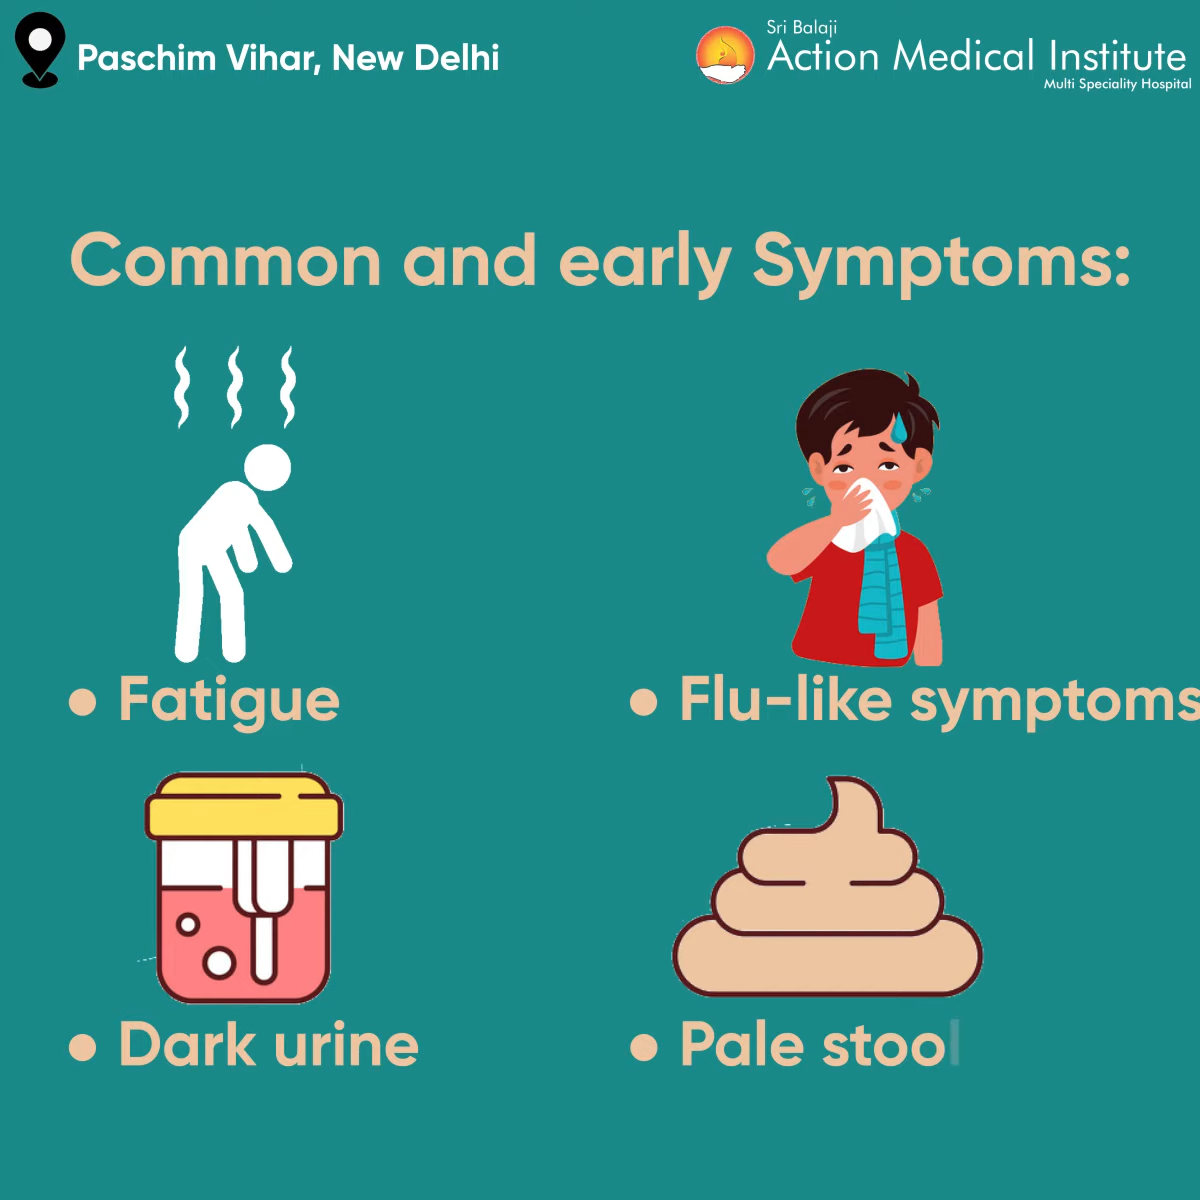 Paschim Vihar, New Delhi
Sri Balaji
Action Medical Institute
Multi Speciality Hospital
Common and early Symptoms:
• Fatigue
• Flu-like symptoms
• Dark urine
• Pale stool